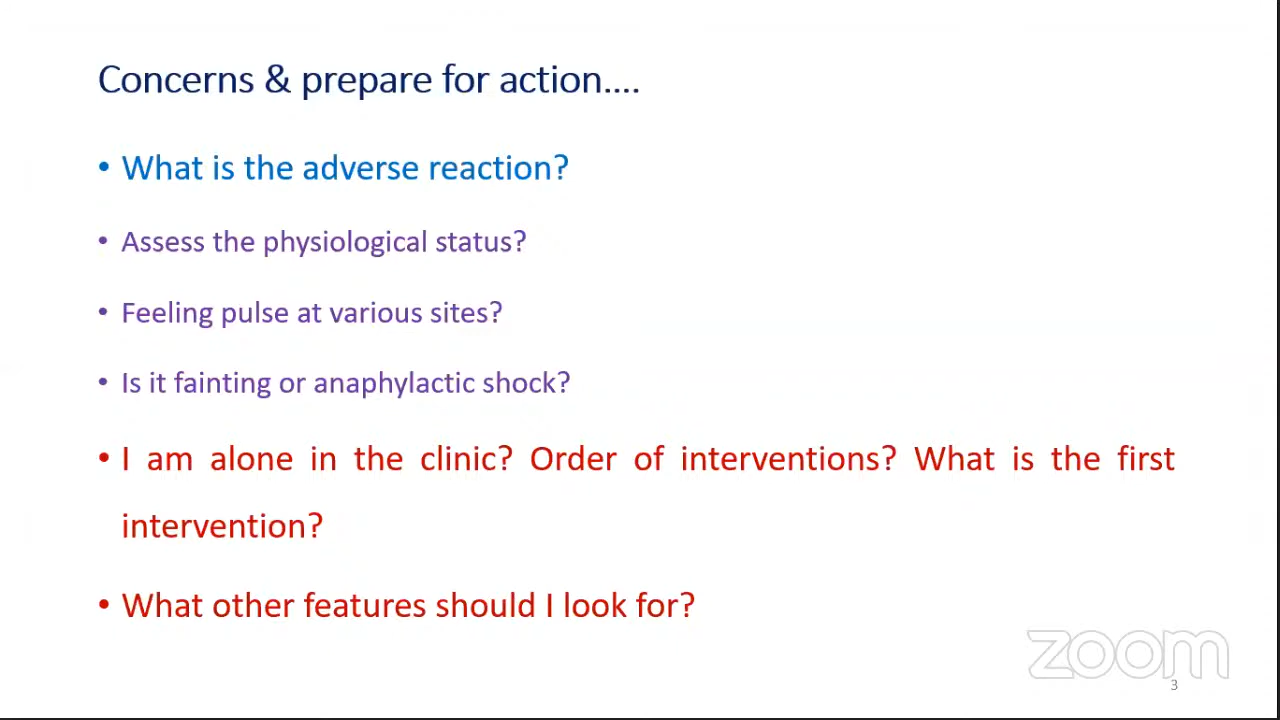 Concerns & prepare for action....
• What is the adverse reaction?
• Assess the physiological status?
• Feeling pulse at various sites?
• Is it fainting or anaphylactic shock?
• I am alone in the clinic? Order of interventions? What is the first
intervention?
• What other features should I look for?
zoom
3